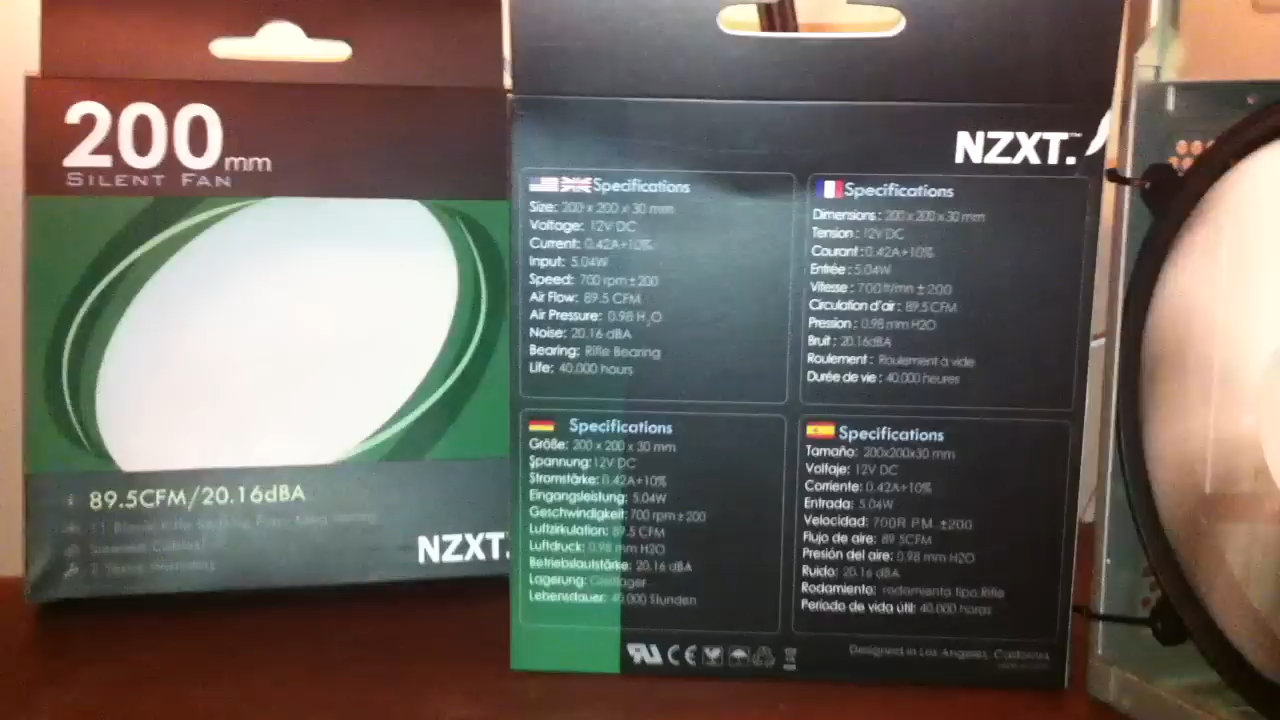 200mm
SILENT FAN
89.5CFM/20.16dBA
NZXT.
NZXT.
Specifications
Size: 200 x 200 x 30 mm
Voltage: 12V DC
Current: 0.42A+10%
Input: 5.04W
Speed: 700 rpm±200
Air Flow: 89.5 CFM
Air Pressure: 0.98 H2O
Noise: 20.16 dBA
Bearing: Rifle Bearing
Life: 40,000 hours
Specifications
Dimensions: 200x200x30 mm
Tension: 12V DC
Courant: 0.42A+10%
Entrée: 5.04W
Vitesse: 700 ft/mn ± 200
Circulation d'air: 89.5CFM
Pression: 0.98 mm H2O
Bruit: 20.16dBA
Roulement: Roulement à vide
Durée de vie: 40.000 heures
Specifications
Größe: 200 x 200 x 30 mm
Spannung: 12V DC
Stromstärke: 0.42A+10%
Eingangsleistung: 5.04W
Geschwindigkeit: 700 rpm±200
Luftzirkulation: 89.5 CFM
Luftdruck: 0.98 mm H2O
Betriebslautstärke: 20.16 dBA
Lagerung: Gleitlager
Lebensdauer: 40.000 Stunden
Specifications
Tamaño: 200x200x30 mm
Voltaje: 12V DC
Corriente: 0.42A+10%
Entrada: 5.04W
Velocidad: 700R.P.M. ±200
Flujo de aire: 89.5CFM
Presión del aire: 0.98 mm H2O
Ruido: 20.16 dBA
Rodamiento: rodamiento tipo Rifle
Periodo de vida útil: 40,000 horas
CE
Designed in Los Angeles, California